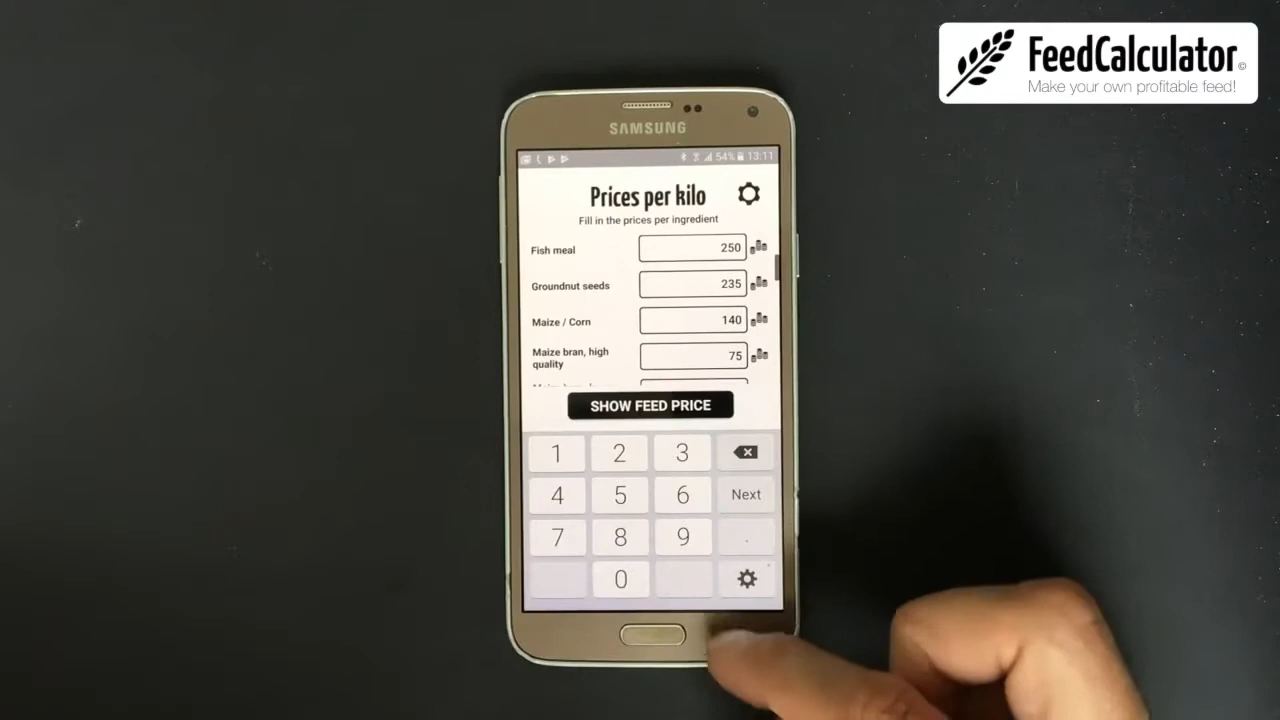 FeedCalculator©
Make your own profitable feed!
SAMSUNG
54% 13:11
Prices per kilo
Fill in the prices per ingredient
Fish meal 250
Groundnut seeds 235
Maize / Corn 140
Maize bran, high
quality 75
SHOW FEED PRICE
1 2 3
4 5 6 Next
7 8 9 .
0